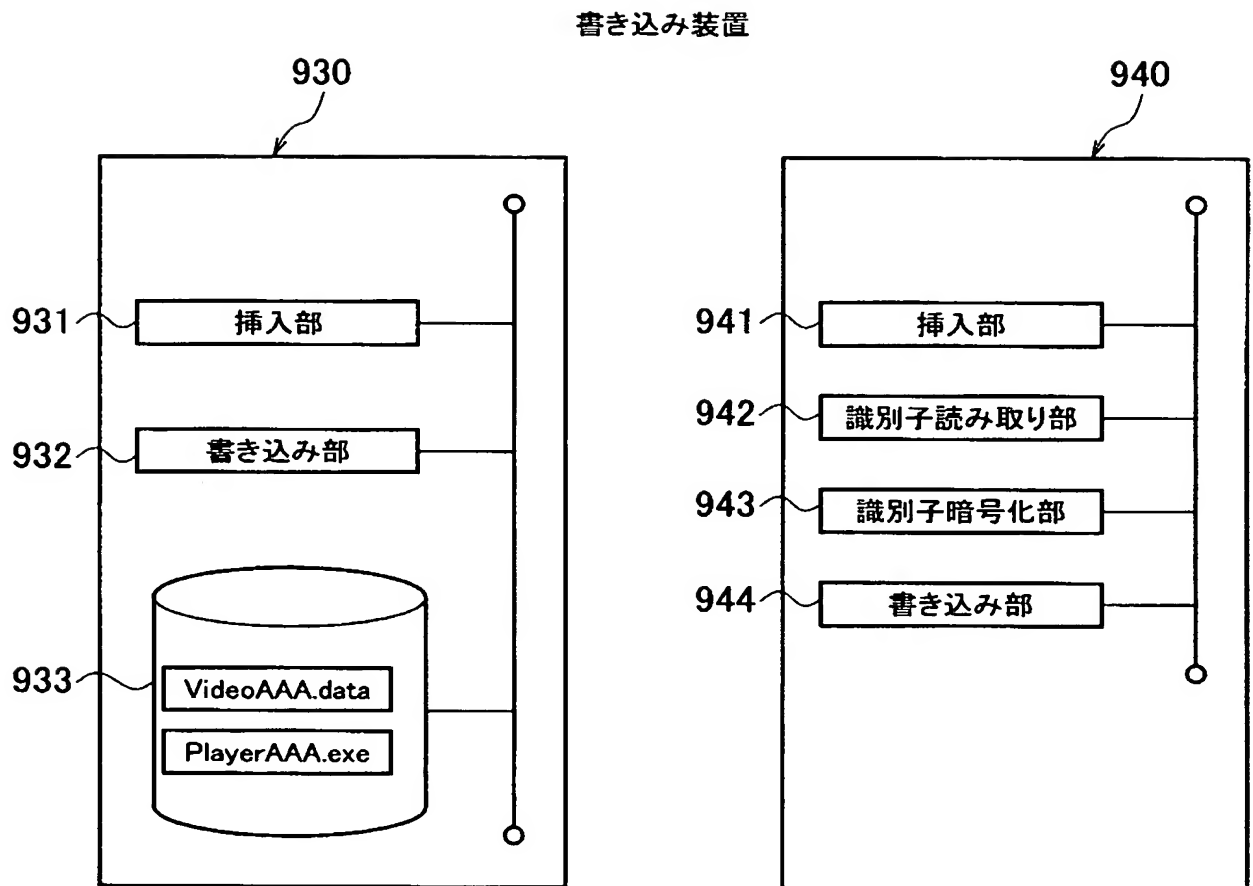 書き込み装置
930
931
挿入部
932
書き込み部
933
VideoAAA.data
PlayerAAA.exe
940
941
挿入部
942
識別子読み取り部
943
識別子暗号化部
944
書き込み部